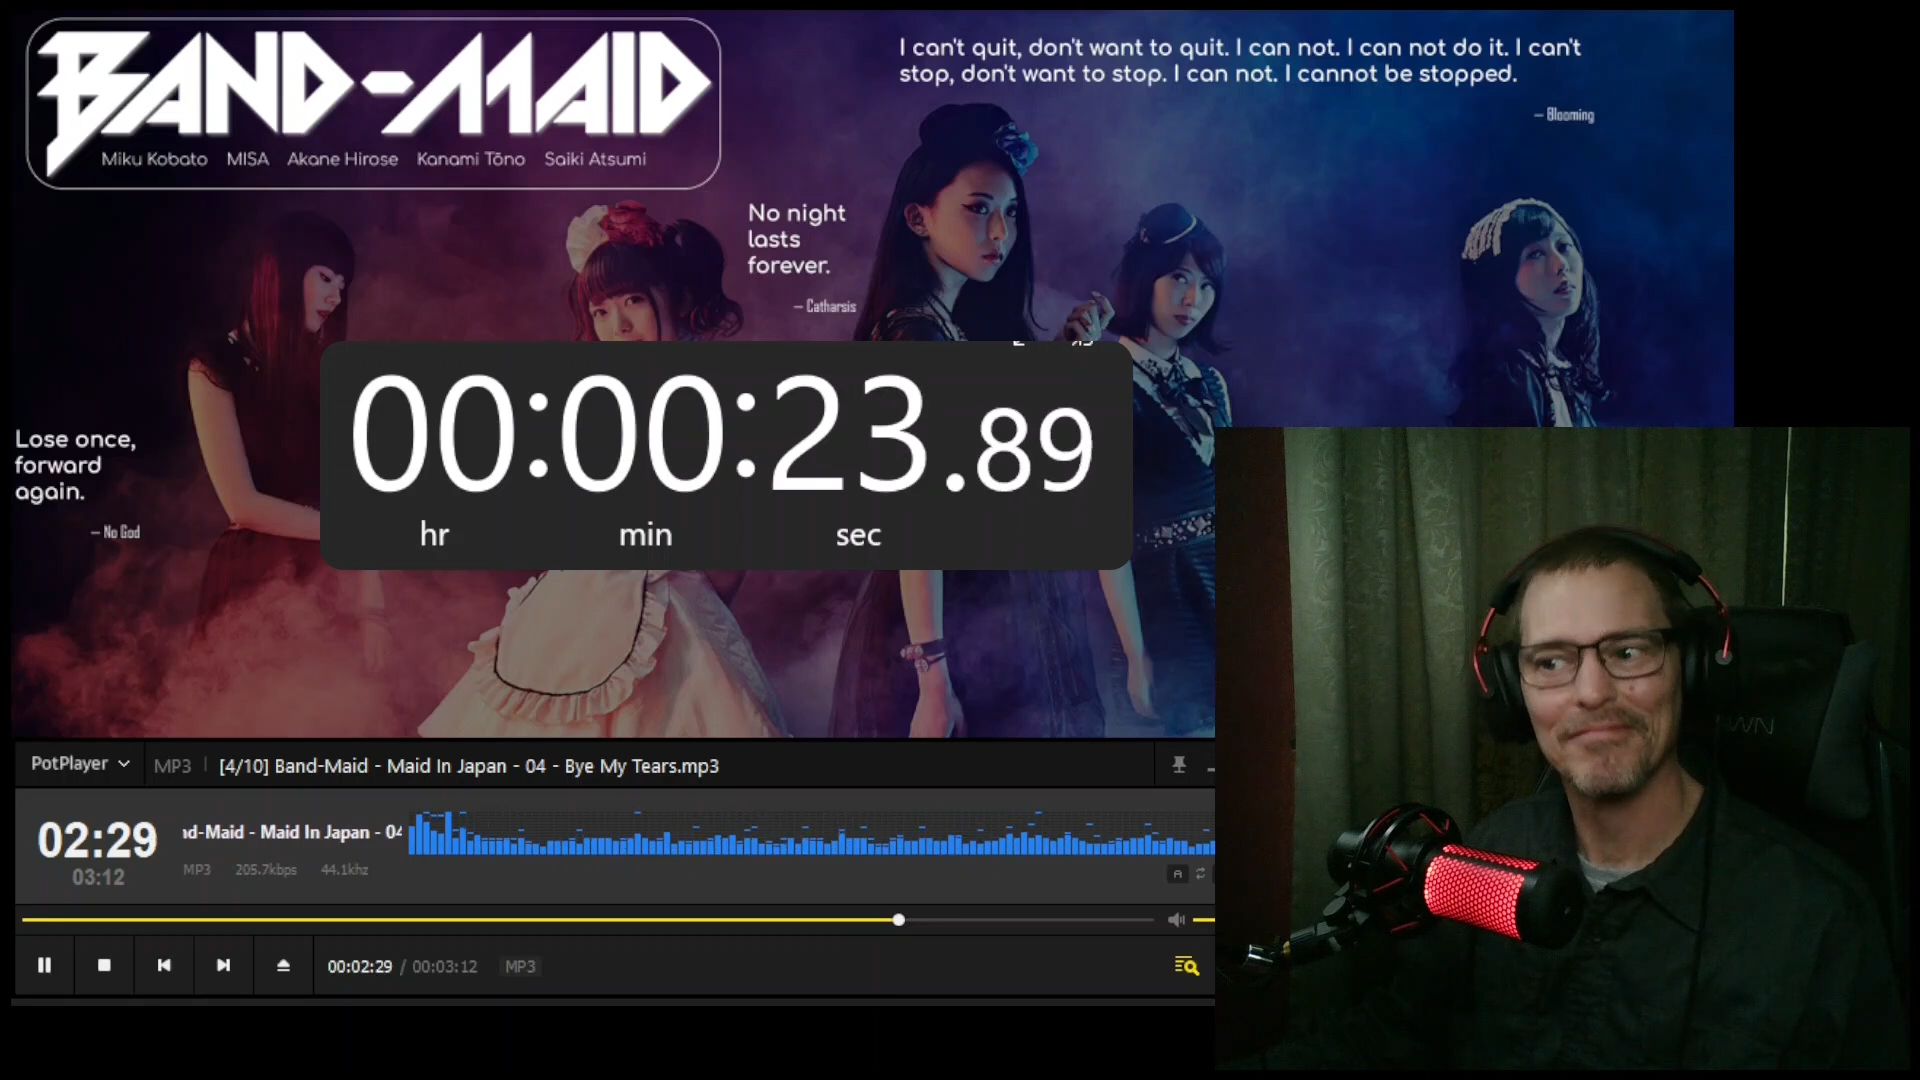 BAND-MAID
Miku Kobato MISA Akane Hirose Kanami Tōno Saiki Atsumi
I can't quit, don't want to quit. I can not. I can not do it. I can't
stop, don't want to stop. I can not. I cannot be stopped.
— Blooming
No night
lasts
forever.
— Catharsis
Lose once,
forward
again.
— No God
00:00:23.89
hr min sec
PotPlayer MP3 [4/10] Band-Maid - Maid In Japan - 04 - Bye My Tears.mp3
02:29
03:12
d-Maid - Maid In Japan - 04
MP3 205.7kbps 44.1khz
A
00:02:29 / 00:03:12 MP3